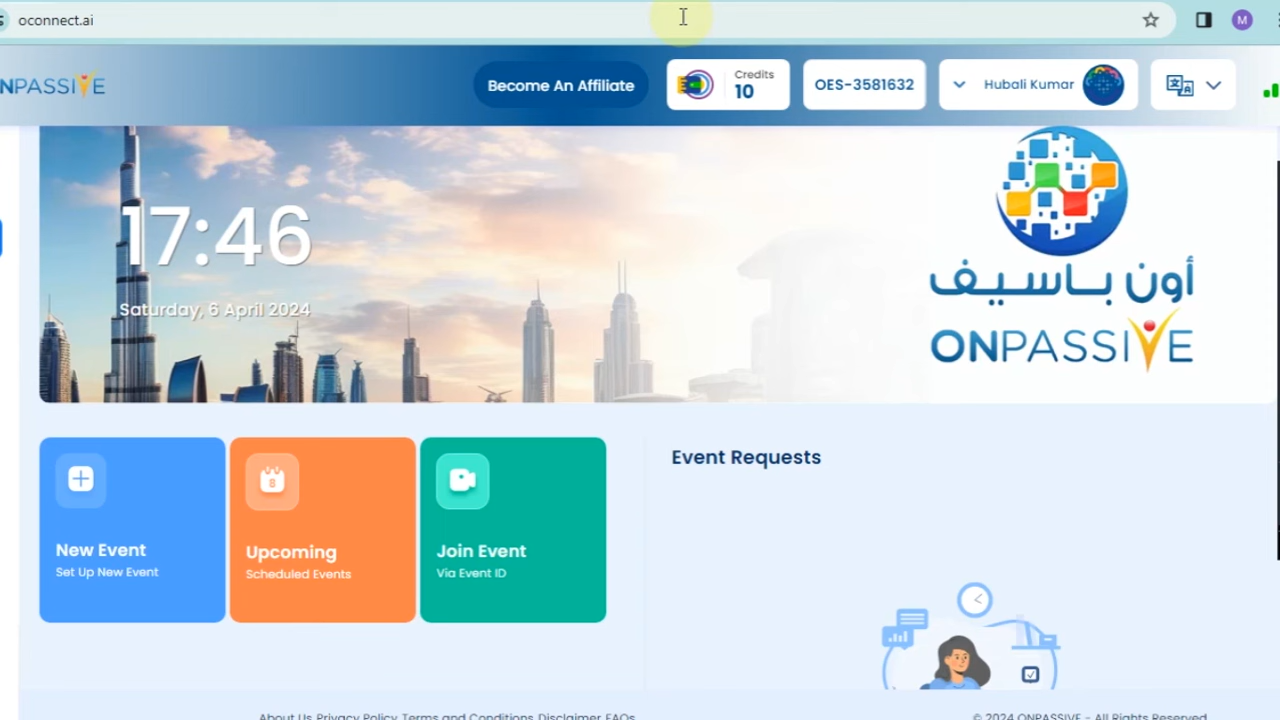 oconnect.ai
M
ONPASSIVE
Become An Affiliate
Credits
10
OES-3581632
Hubali Kumar
17:46
Saturday, 6 April 2024
أون باسيف
ONPASSIVE
New Event
Set Up New Event
8
Upcoming
Scheduled Events
Join Event
Via Event ID
Event Requests
About Us Privacy Policy Terms and Conditions Disclaimer FAQs
© 2024 ONPASSIVE - All Rights Reserved